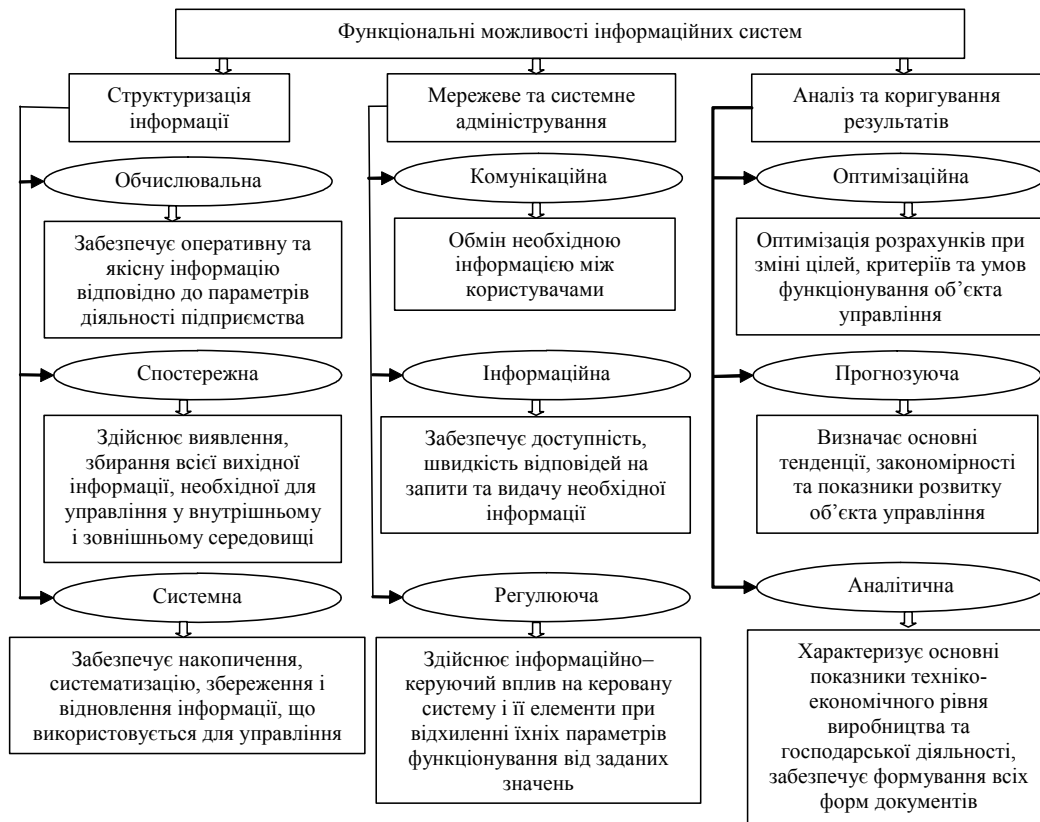 Функціональні можливості інформаційних систем
Структуризація
інформації
Обчислювальна
Забезпечує оперативну та
якісну інформацію
відповідно до параметрів
діяльності підприємства
Спостережна
Здійснює виявлення,
збирання всієї вихідної
інформації, необхідної для
управління у внутрішньому
і зовнішньому середовищі
Системна
Забезпечує накопичення,
систематизацію, збереження і
відновлення інформації, що
використовується для управління
Мережеве та системне
адміністрування
Комунікаційна
Обмін необхідною
інформацією між
користувачами
Інформаційна
Забезпечує доступність,
швидкість відповідей на
запити та видачу необхідної
інформації
Регулююча
Здійснює інформаційно–
керуючий вплив на керовану
систему і її елементи при
відхиленні їхніх параметрів
функціонування від заданих
значень
Аналіз та коригування
результатів
Оптимізаційна
Оптимізація розрахунків при
зміні цілей, критеріїв та умов
функціонування об’єкта
управління
Прогнозуюча
Визначає основні
тенденції, закономірності
та показники розвитку
об’єкта управління
Аналітична
Характеризує основні
показники техніко-
економічного рівня
виробництва та
господарської діяльності,
забезпечує формування всіх
форм документів